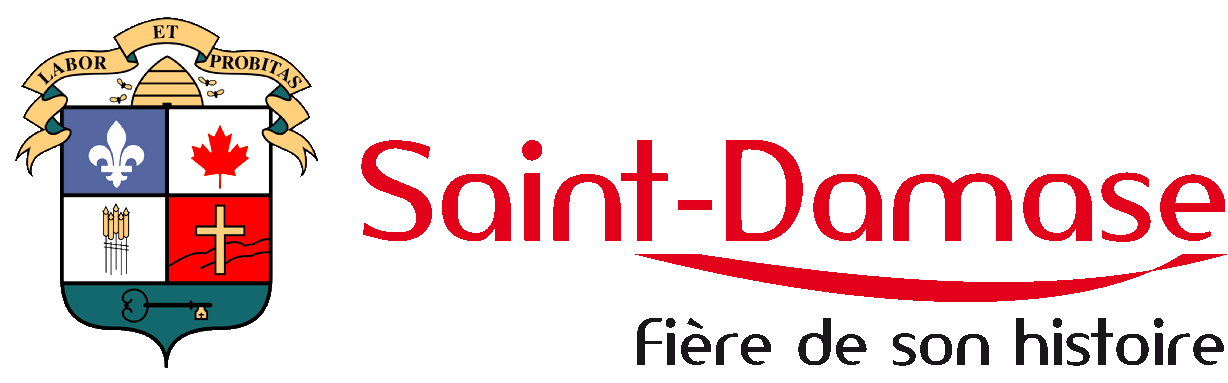 LABOR ET PROBITAS
Saint-Damase
fière de son histoire